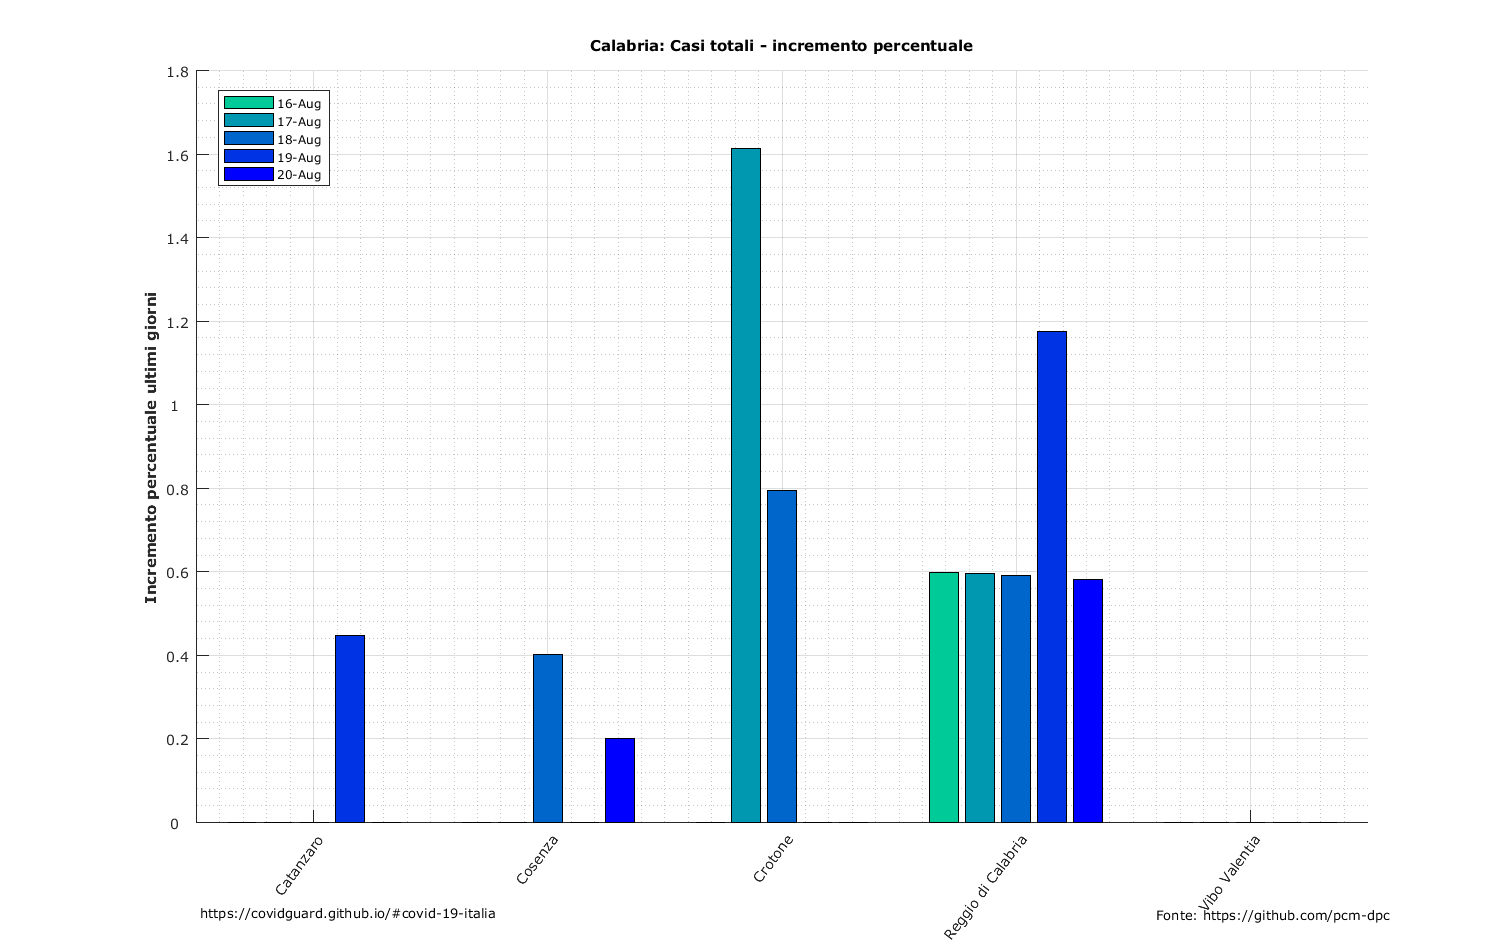 Calabria: Casi totali - incremento percentuale
1.8
1.6
1.4
1.2
1
0.8
0.6
0.4
0.2
0
Incremento percentuale ultimi giorni
16-Aug
17-Aug
18-Aug
19-Aug
20-Aug
Catanzaro
Cosenza
Crotone
Reggio di Calabria
Vibo Valentia
https://covidguard.github.io/#covid-19-italia
Fonte: https://github.com/pcm-dpc